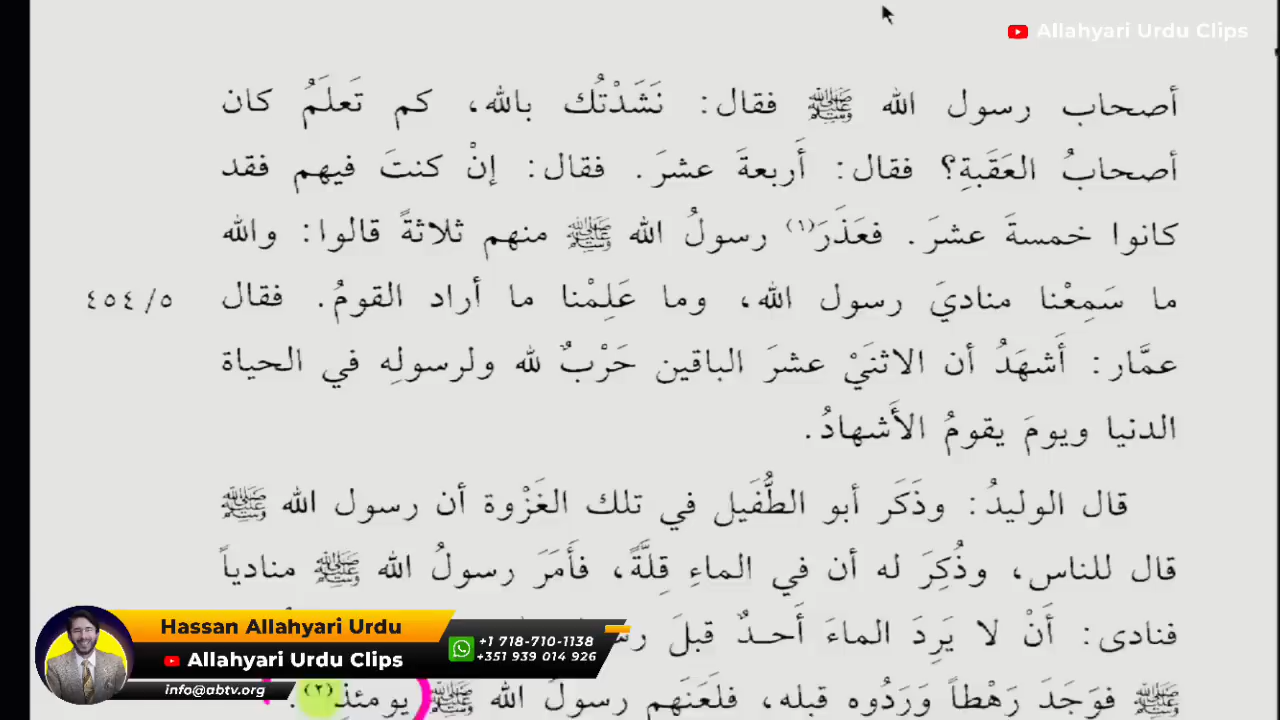 Allahyari Urdu Clips
أصحاب رسول الله ﷺ فقال: نَشَدْتُك بالله، كم تَعلَمُ كان
أصحابُ العَقَبةِ؟ فقال: أَربعةَ عشرَ. فقال: إنْ كنتَ فيهم فقد
كانوا خمسةَ عشرَ. فعَذَرَ(١) رسولُ الله ﷺ منهم ثلاثةً قالوا: والله
ما سَمِعْنا مناديَ رسول الله، وما عَلِمْنا ما أراد القومُ. فقال ٤٥٤/٥
عمَّار: أَشهَدُ أن الاثنَيْ عشرَ الباقين حَرْبٌ لله ولرسولِه في الحياة
الدنيا ويومَ يقومُ الأَشهادُ.
قال الوليدُ: وذَكَر أبو الطُّفَيل في تلك الغَزْوة أن رسول الله ﷺ
قال للناس، وذُكِرَ له أن في الماءِ قِلَّةً، فأَمَرَ رسولُ الله ﷺ منادياً
فنادى: أَنْ لا يَرِدَ الماءَ أَحدٌ قبلَ
ﷺ فوَجَدَ رَهْطاً وَرَدُوه قبله، فلَعَنَهم رسولُ الله ﷺ يومئذٍ(٢).
Hassan Allahyari Urdu
Allahyari Urdu Clips
info@abtv.org
+1 718-710-1138
+351 939 014 926